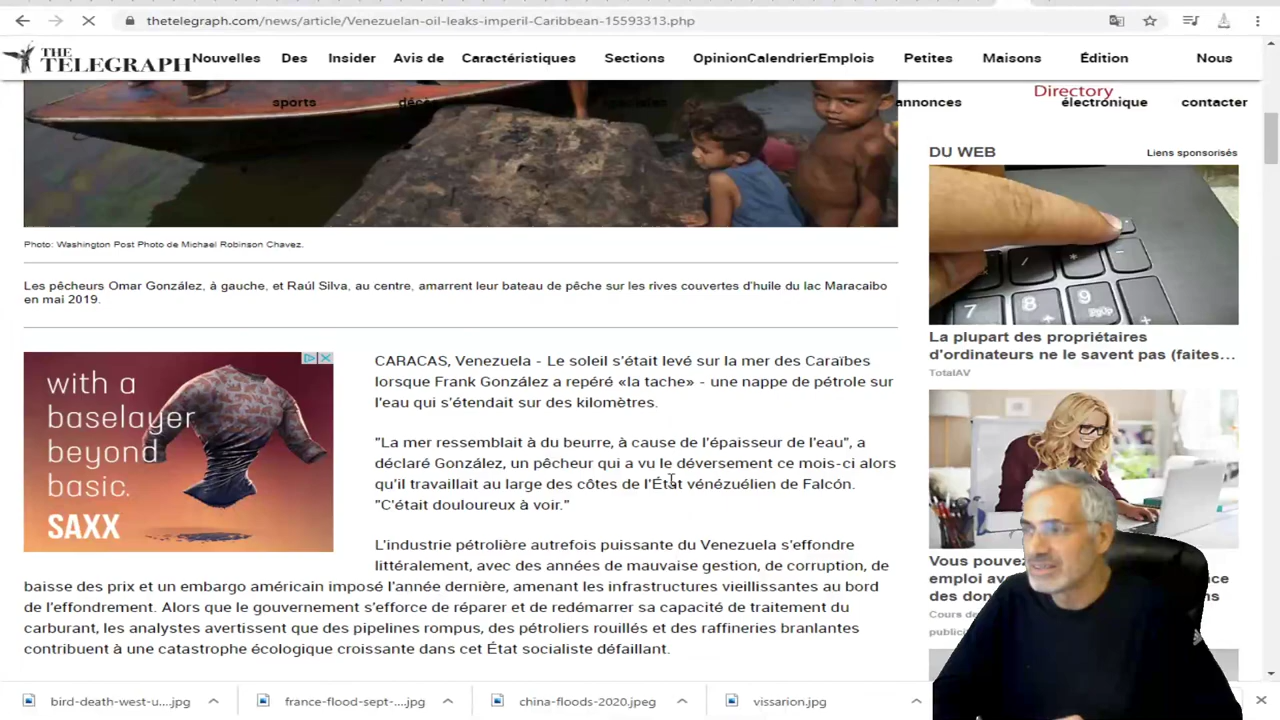 thetelegraph.com/news/article/Venezuelan-oil-leaks-imperil-Caribbean-15593313.php
THE
TELEGRAPH
Nouvelles Des Insider Avis de Caractéristiques Sections OpinionCalendrierEmplois Petites Maisons Édition Nous
Directory
sports annonces électronique contacter
DU WEB Liens sponsorisés
Photo: Washington Post Photo de Michael Robinson Chavez.
Les pêcheurs Omar González, à gauche, et Raúl Silva, au centre, amarrent leur bateau de pêche sur les rives couvertes d'huile du lac Maracaibo
en mai 2019.
7
8
9
PgUp
La plupart des propriétaires
d'ordinateurs ne le savent pas (faites...
TotalAV
with a
baselayer
beyond
basic.
SAXX
CARACAS, Venezuela - Le soleil s'était levé sur la mer des Caraïbes
lorsque Frank González a repéré «la tache» - une nappe de pétrole sur
l'eau qui s'étendait sur des kilomètres.
"La mer ressemblait à du beurre, à cause de l'épaisseur de l'eau", a
déclaré González, un pêcheur qui a vu le déversement ce mois-ci alors
qu'il travaillait au large des côtes de l'État vénézuélien de Falcón.
"C'était douloureux à voir."
L'industrie pétrolière autrefois puissante du Venezuela s'effondre
littéralement, avec des années de mauvaise gestion, de corruption, de
baisse des prix et un embargo américain imposé l'année dernière, amenant les infrastructures vieillissantes au bord
de l'effondrement. Alors que le gouvernement s'efforce de réparer et de redémarrer sa capacité de traitement du
carburant, les analystes avertissent que des pipelines rompus, des pétroliers rouillés et des raffineries branlantes
contribuent à une catastrophe écologique croissante dans cet État socialiste défaillant.
Vous pouvez
emploi
des
Cours de
bird-death-west-u....jpg
france-flood-sept-....jpg
china-floods-2020.jpeg
vissarion.jpg